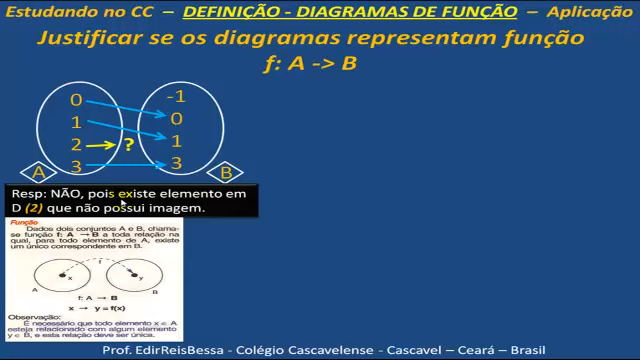 Estudando no CC – DEFINIÇÃO - DIAGRAMAS DE FUNÇÃO – Aplicação
Justificar se os diagramas representam função
f: A -> B
0
1
2
3
?
-1
0
1
3
A
B
Resp: NÃO, pois existe elemento em
D (2) que não possui imagem.
Função
Dados dois conjuntos A e B, chama-
se função f: A → B a toda relação na
qual, para todo elemento de A, existe
um único correspondente em B.
f
x
y
A
B
f: A → B
x → y = f(x)
Observação:
É necessário que todo elemento x ∈ A
esteja relacionado com algum elemento
y ∈ B, e esta relação deve ser única.
Prof. EdirReisBessa - Colégio Cascavelense - Cascavel – Ceará – Brasil